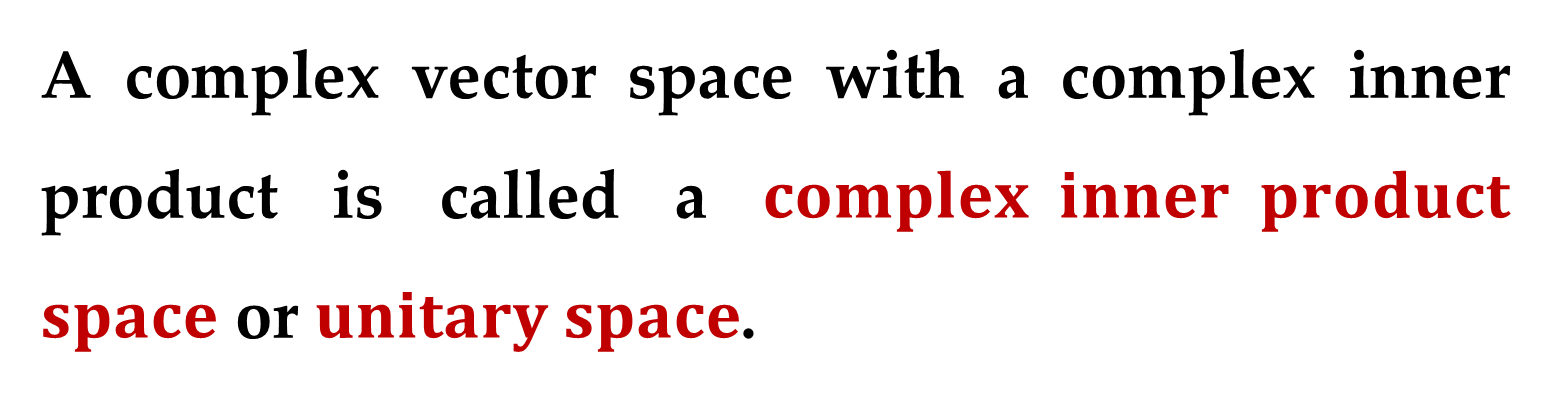 A complex vector space with a complex inner
product is called a complex inner product
space or unitary space.